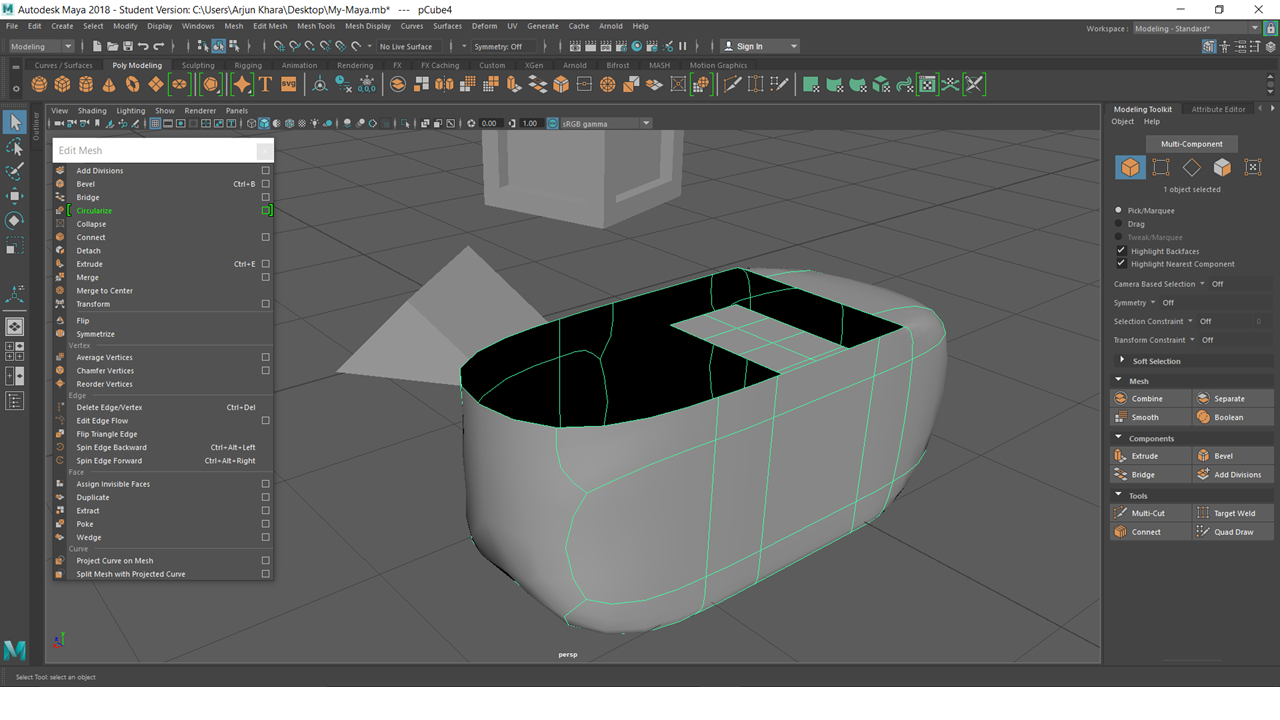 Autodesk Maya 2018 - Student Version: C:\Users\Arjun Khara\Desktop\My-Maya.mb* --- pCube4
File Edit Create Select Modify Display Windows Mesh Edit Mesh Mesh Tools Mesh Display Curves Surfaces Deform UV Generate Cache Arnold Help
Workspace : Modeling - Standard*
Modeling No Live Surface Symmetry: Off Sign In
Curves / Surfaces Poly Modeling Sculpting Rigging Animation Rendering FX FX Caching Custom XGen Arnold Bifrost MASH Motion Graphics
T SVG
View Shading Lighting Show Renderer Panels
0.00 1.00 sRGB gamma
Outliner
Edit Mesh
Add Divisions
Bevel Ctrl+B
Bridge
Circularize
Collapse
Connect
Detach
Extrude Ctrl+E
Merge
Merge to Center
Transform
Flip
Symmetrize
Vertex
Average Vertices
Chamfer Vertices
Reorder Vertices
Edge
Delete Edge/Vertex Ctrl+Del
Edit Edge Flow
Flip Triangle Edge
Spin Edge Backward Ctrl+Alt+Left
Spin Edge Forward Ctrl+Alt+Right
Face
Assign Invisible Faces
Duplicate
Extract
Poke
Wedge
Curve
Project Curve on Mesh
Split Mesh with Projected Curve
persp
Modeling Toolkit Attribute Editor
Object Help
Multi-Component
1 object selected
Pick/Marquee
Drag
Tweak/Marquee
Highlight Backfaces
Highlight Nearest Component
Camera Based Selection Off
Symmetry Off
Selection Constraint Off 0
Transform Constraint Off
Soft Selection
Mesh
Combine Separate
Smooth Boolean
Components
Extrude Bevel
Bridge Add Divisions
Tools
Multi-Cut Target Weld
Connect Quad Draw
Select Tool: select an object